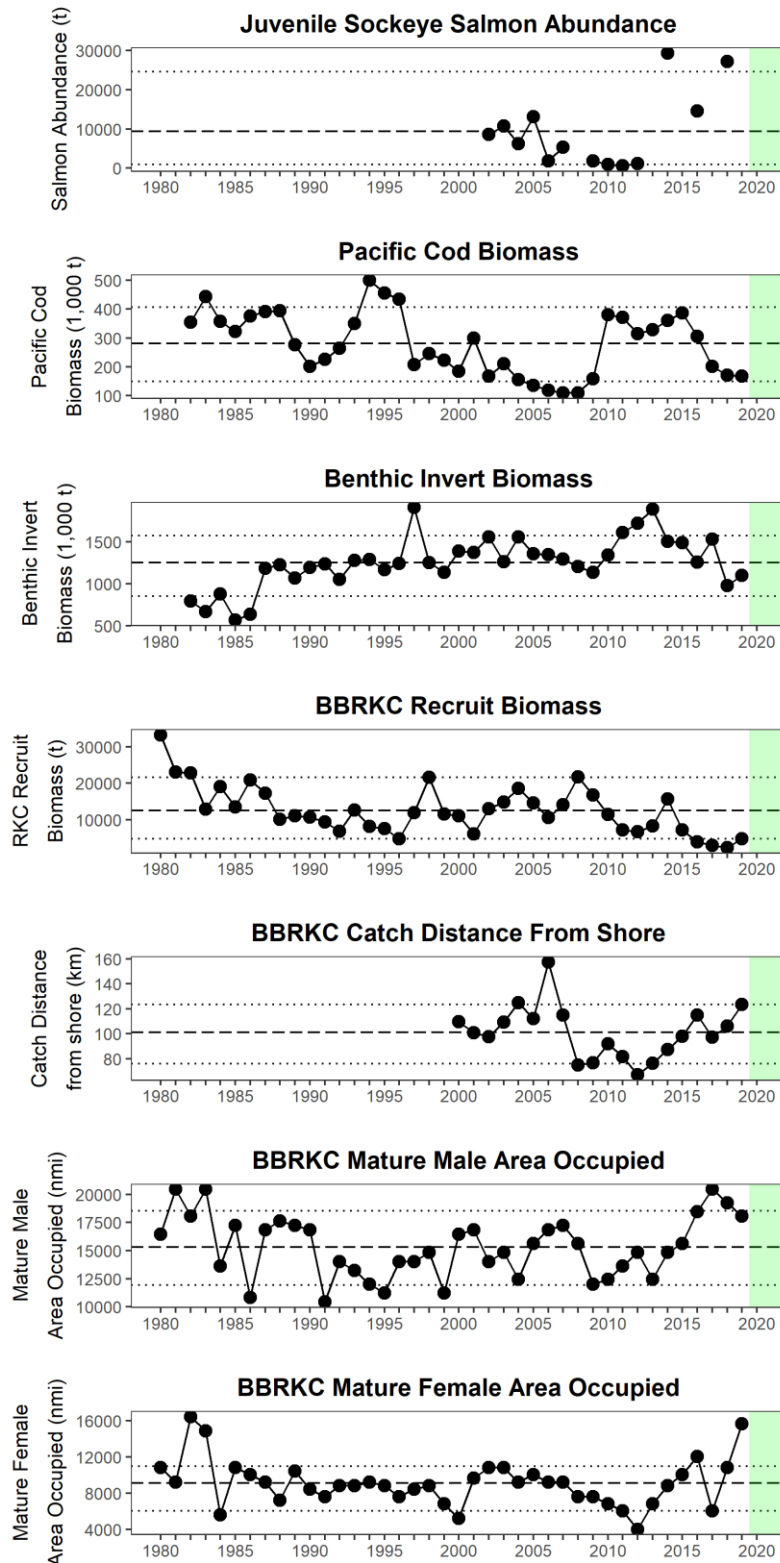 Juvenile Sockeye Salmon Abundance
Salmon Abundance (t)
30000
20000
10000
0
1980 1985 1990 1995 2000 2005 2010 2015 2020
Pacific Cod Biomass
Pacific Cod
Biomass (1,000 t)
500
400
300
200
100
1980 1985 1990 1995 2000 2005 2010 2015 2020
Benthic Invert Biomass
Benthic Invert
Biomass (1,000 t)
1500
1000
500
1980 1985 1990 1995 2000 2005 2010 2015 2020
BBRKC Recruit Biomass
RKC Recruit
Biomass (t)
30000
20000
10000
1980 1985 1990 1995 2000 2005 2010 2015 2020
BBRKC Catch Distance From Shore
Catch Distance
from shore (km)
160
140
120
100
80
1980 1985 1990 1995 2000 2005 2010 2015 2020
BBRKC Mature Male Area Occupied
Mature Male
Area Occupied (nmi)
20000
17500
15000
12500
10000
1980 1985 1990 1995 2000 2005 2010 2015 2020
BBRKC Mature Female Area Occupied
Mature Female
Area Occupied (nmi)
16000
12000
8000
4000
1980 1985 1990 1995 2000 2005 2010 2015 2020